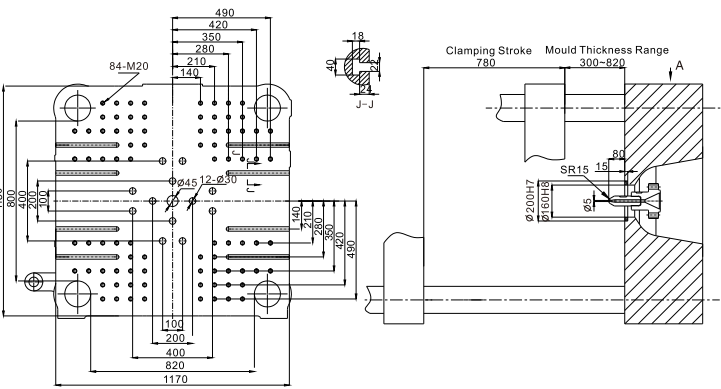 490
420
350
280
210
140
84-M20
18
40
22
24
J-J
Clamping Stroke
780
Mould Thickness Range
300~820
A
80
15
SR15
Ø200H7
Ø160H8
Ø5
J
J
Ø45
12-Ø30
800
400
200
100
140
210
280
350
420
490
100
200
400
820
1170